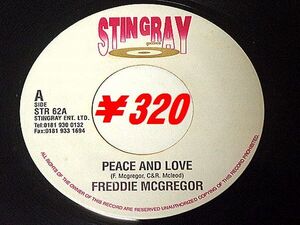 STINGRAY
records
A
SIDE
STR 62A
STINGRAY ENT. LTD.
Tel:0181 930 0132
Fax:0181 933 1694
¥320
PEACE AND LOVE
(F. Mcgregor, C&R. Mcleod)
FREDDIE MCGREGOR
ALL RIGHTS OF THE OWNER OF THIS RECORD ARE RESERVED UNAUTHORIZED COPYING OF THIS RECORD IS PROHIBITED